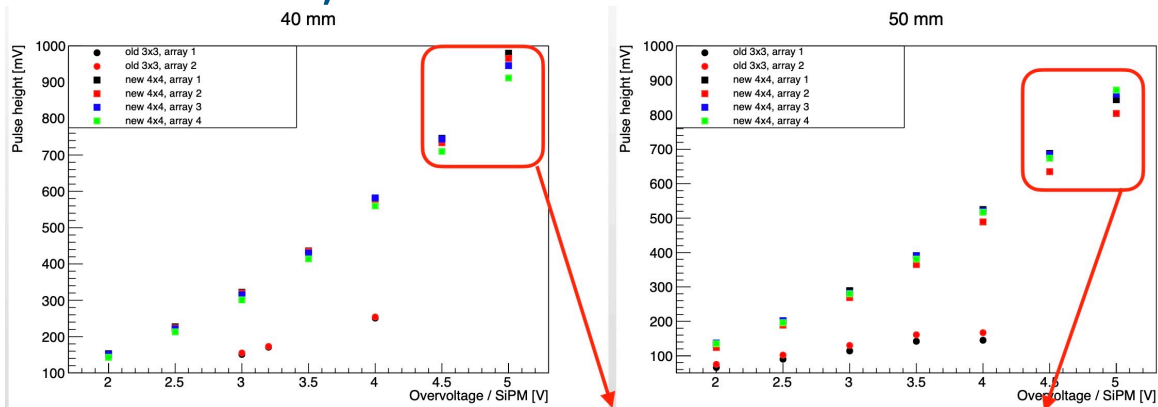 40 mm
Pulse height [mV]
1000
900
800
700
600
500
400
300
200
100
old 3x3, array 1
old 3x3, array 2
new 4x4, array 1
new 4x4, array 2
new 4x4, array 3
new 4x4, array 4
2 2.5 3 3.5 4 4.5 5
Overvoltage / SiPM [V]
50 mm
Pulse height [mV]
1000
900
800
700
600
500
400
300
200
100
old 3x3, array 1
old 3x3, array 2
new 4x4, array 1
new 4x4, array 2
new 4x4, array 3
new 4x4, array 4
2 2.5 3 3.5 4 4.5 5
Overvoltage / SiPM [V]